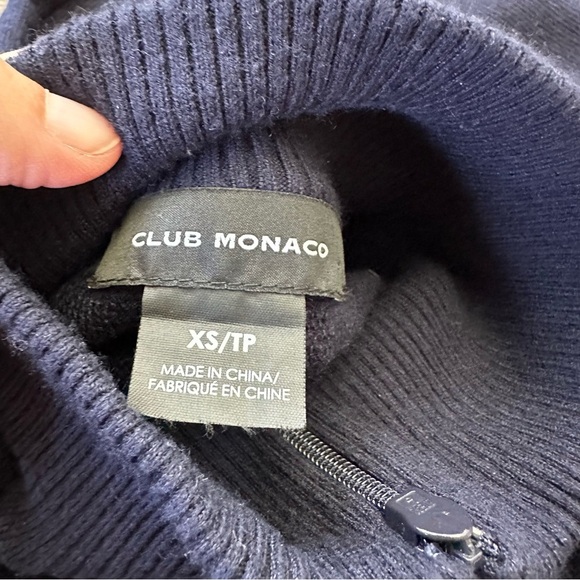 CLUB MONACO
XS/TP
MADE IN CHINA/
FABRIQUÉ EN CHINE